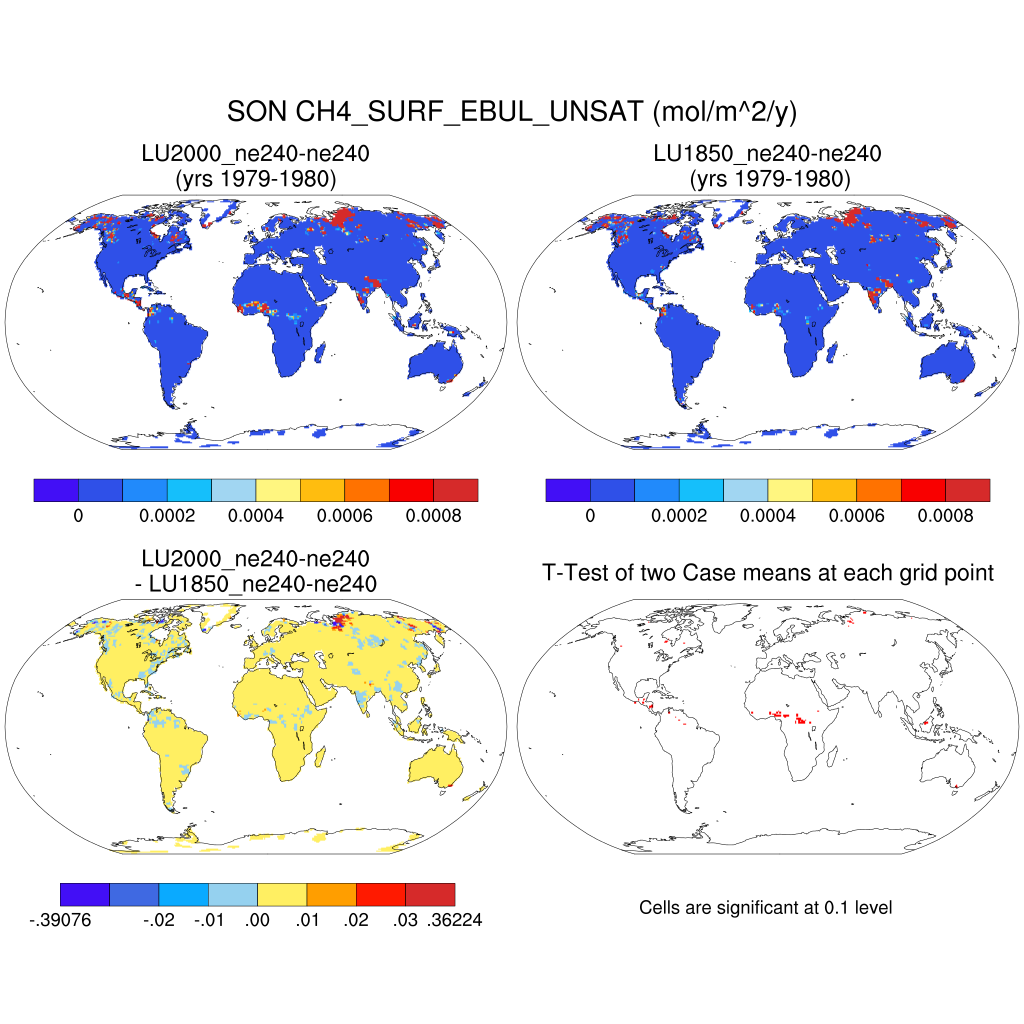 SON CH4_SURF_EBUL_UNSAT (mol/m^2/y)
LU2000_ne240-ne240
(yrs 1979-1980)
LU1850_ne240-ne240
(yrs 1979-1980)
0 0.0002 0.0004 0.0006 0.0008
0 0.0002 0.0004 0.0006 0.0008
LU2000_ne240-ne240
- LU1850_ne240-ne240
T-Test of two Case means at each grid point
-.39076 -.02 -.01 .00 .01 .02 .03 .36224
Cells are significant at 0.1 level